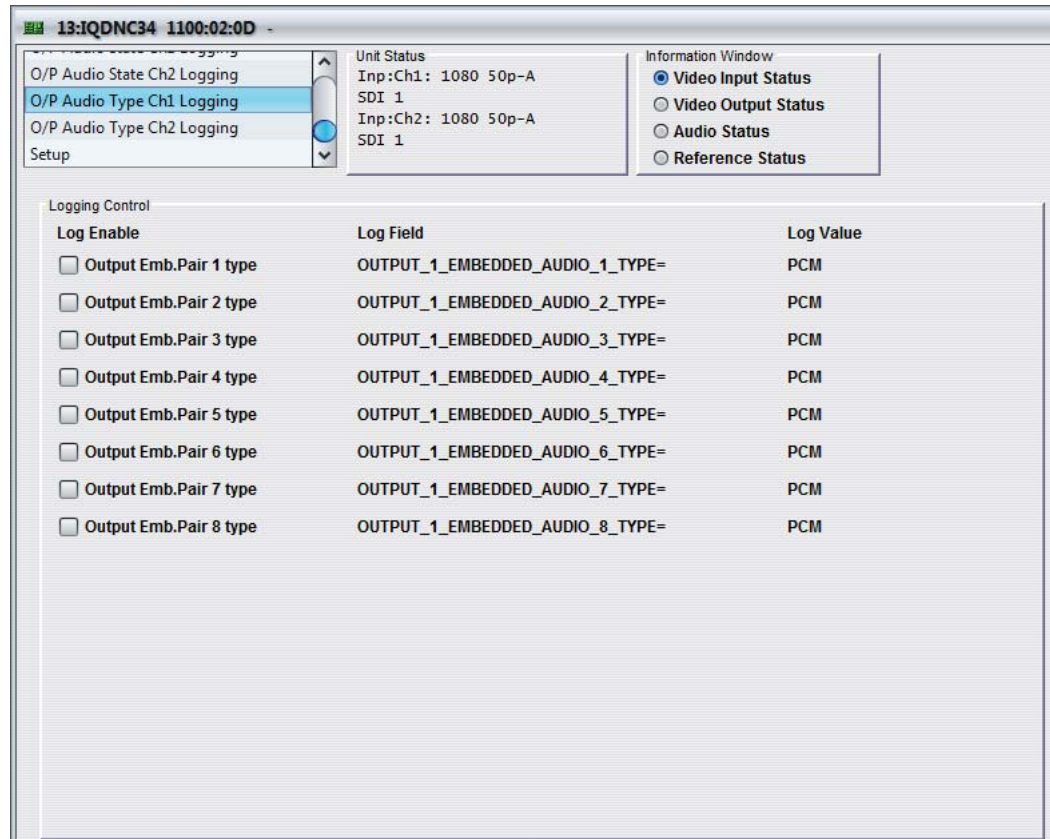 13:IQDNC34 1100:02:0D -
O/P Audio State Ch2 Logging
O/P Audio Type Ch1 Logging
O/P Audio Type Ch2 Logging
Setup
Unit Status
Inp:Ch1: 1080 50p-A
SDI 1
Inp:Ch2: 1080 50p-A
SDI 1
Information Window
Video Input Status
Video Output Status
Audio Status
Reference Status
Logging Control
Log Enable Log Field Log Value
Output Emb.Pair 1 type OUTPUT_1_EMBEDDED_AUDIO_1_TYPE= PCM
Output Emb.Pair 2 type OUTPUT_1_EMBEDDED_AUDIO_2_TYPE= PCM
Output Emb.Pair 3 type OUTPUT_1_EMBEDDED_AUDIO_3_TYPE= PCM
Output Emb.Pair 4 type OUTPUT_1_EMBEDDED_AUDIO_4_TYPE= PCM
Output Emb.Pair 5 type OUTPUT_1_EMBEDDED_AUDIO_5_TYPE= PCM
Output Emb.Pair 6 type OUTPUT_1_EMBEDDED_AUDIO_6_TYPE= PCM
Output Emb.Pair 7 type OUTPUT_1_EMBEDDED_AUDIO_7_TYPE= PCM
Output Emb.Pair 8 type OUTPUT_1_EMBEDDED_AUDIO_8_TYPE= PCM